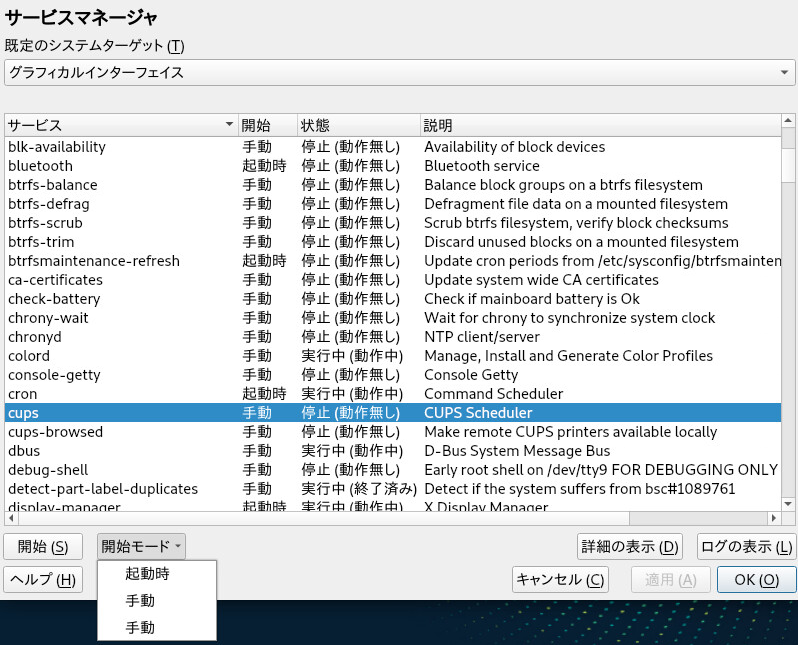 サービスマネージャ
既定のシステムターゲット (T)
グラフィカルインターフェイス
サービス 開始 状態 説明
blk-availability 手動 停止 (動作無し) Availability of block devices
bluetooth 起動時 停止 (動作無し) Bluetooth service
btrfs-balance 手動 停止 (動作無し) Balance block groups on a btrfs filesystem
btrfs-defrag 手動 停止 (動作無し) Defragment file data on a mounted filesystem
btrfs-scrub 手動 停止 (動作無し) Scrub btrfs filesystem, verify block checksums
btrfs-trim 手動 停止 (動作無し) Discard unused blocks on a mounted filesystem
btrfsmaintenance-refresh 起動時 停止 (動作無し) Update cron periods from /etc/sysconfig/btrfsmainten
ca-certificates 手動 停止 (動作無し) Update system wide CA certificates
check-battery 手動 停止 (動作無し) Check if mainboard battery is Ok
chrony-wait 手動 停止 (動作無し) Wait for chrony to synchronize system clock
chronyd 手動 停止 (動作無し) NTP client/server
colord 手動 実行中 (動作中) Manage, Install and Generate Color Profiles
console-getty 手動 停止 (動作無し) Console Getty
cron 起動時 実行中 (動作中) Command Scheduler
cups 手動 停止 (動作無し) CUPS Scheduler
cups-browsed 手動 停止 (動作無し) Make remote CUPS printers available locally
dbus 手動 実行中 (動作中) D-Bus System Message Bus
debug-shell 手動 停止 (動作無し) Early root shell on /dev/tty9 FOR DEBUGGING ONLY
detect-part-label-duplicates 手動 実行中 (終了済み) Detect if the system suffers from bsc#1089761
display-manager 起動時 実行中 (動作中) X Display Manager
開始 (S) 開始モード 詳細の表示 (D) ログの表示 (L)
ヘルプ (H) 起動時 キャンセル (C) 適用 (A) OK (O)
手動
手動